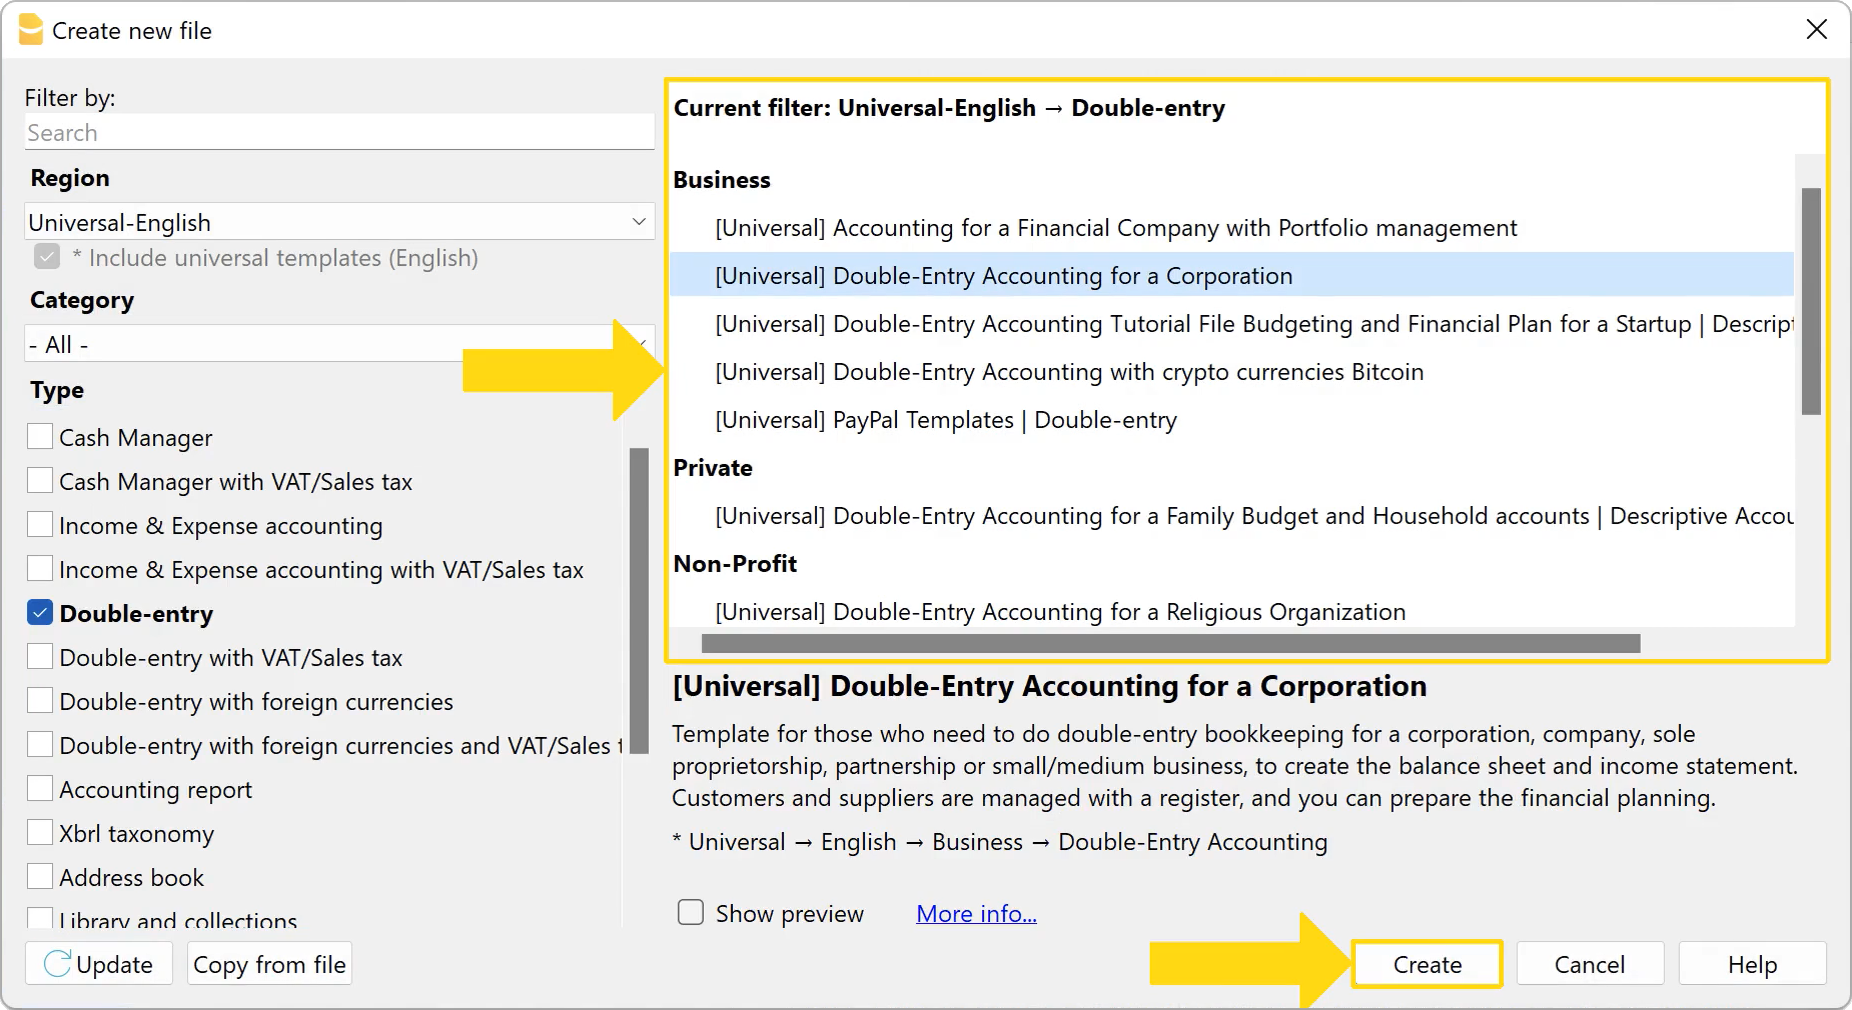 Create new file
Filter by:
Search
Region
Universal-English
* Include universal templates (English)
Category
- All -
Type
Cash Manager
Cash Manager with VAT/Sales tax
Income & Expense accounting
Income & Expense accounting with VAT/Sales tax
Double-entry
Double-entry with VAT/Sales tax
Double-entry with foreign currencies
Double-entry with foreign currencies and VAT/Sales t
Accounting report
Xbrl taxonomy
Address book
Library and collections
Update
Copy from file
Current filter: Universal-English → Double-entry
Business
[Universal] Accounting for a Financial Company with Portfolio management
[Universal] Double-Entry Accounting for a Corporation
[Universal] Double-Entry Accounting Tutorial File Budgeting and Financial Plan for a Startup | Descript
[Universal] Double-Entry Accounting with crypto currencies Bitcoin
[Universal] PayPal Templates | Double-entry
Private
[Universal] Double-Entry Accounting for a Family Budget and Household accounts | Descriptive Accou
Non-Profit
[Universal] Double-Entry Accounting for a Religious Organization
[Universal] Double-Entry Accounting for a Corporation
Template for those who need to do double-entry bookkeeping for a corporation, company, sole
proprietorship, partnership or small/medium business, to create the balance sheet and income statement.
Customers and suppliers are managed with a register, and you can prepare the financial planning.
* Universal → English → Business → Double-Entry Accounting
Show preview
More info...
Create
Cancel
Help